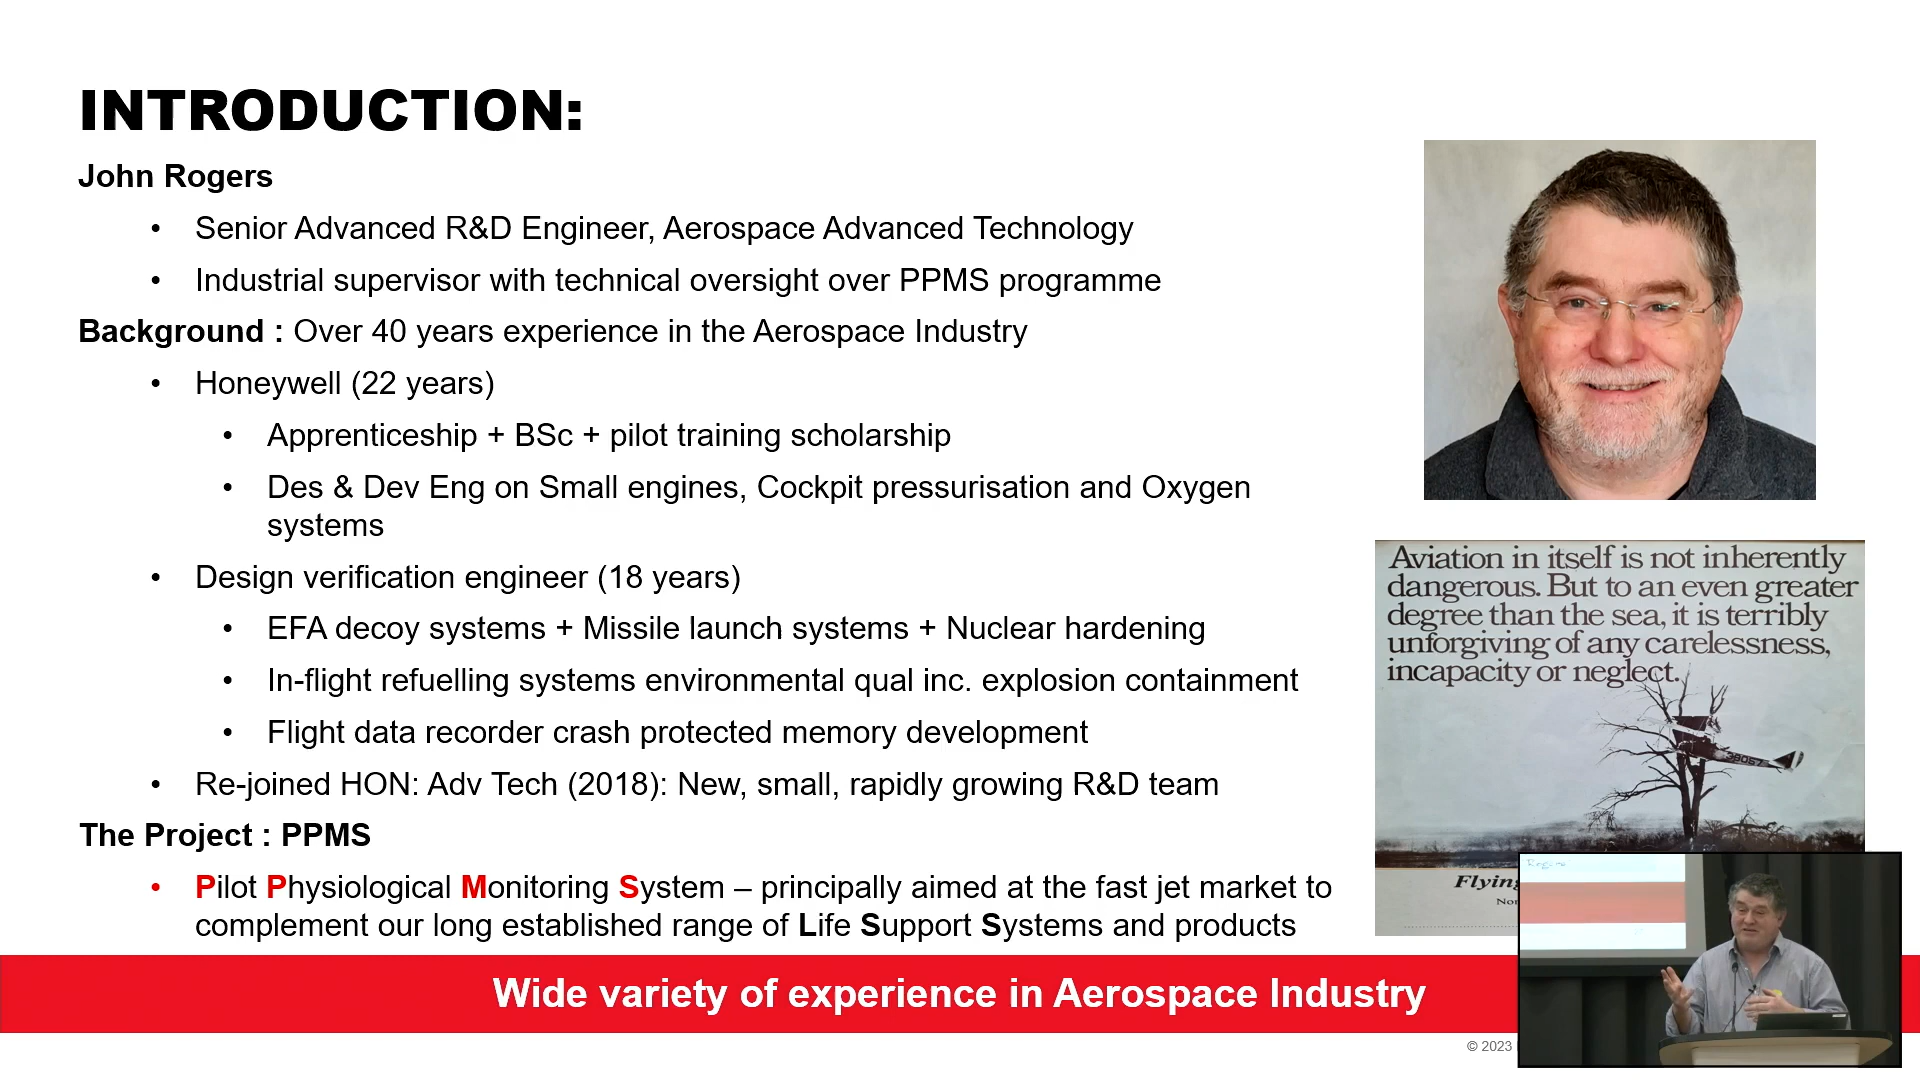 INTRODUCTION:
John Rogers
• Senior Advanced R&D Engineer, Aerospace Advanced Technology
• Industrial supervisor with technical oversight over PPMS programme
Background : Over 40 years experience in the Aerospace Industry
• Honeywell (22 years)
• Apprenticeship + BSc + pilot training scholarship
• Des & Dev Eng on Small engines, Cockpit pressurisation and Oxygen
systems
• Design verification engineer (18 years)
• EFA decoy systems + Missile launch systems + Nuclear hardening
• In-flight refuelling systems environmental qual inc. explosion containment
• Flight data recorder crash protected memory development
• Re-joined HON: Adv Tech (2018): New, small, rapidly growing R&D team
The Project : PPMS
• Pilot Physiological Monitoring System – principally aimed at the fast jet market to
complement our long established range of Life Support Systems and products
Aviation in itself is not inherently
dangerous. But to an even greater
degree than the sea, it is terribly
unforgiving of any carelessness,
incapacity or neglect.
Flying
Wide variety of experience in Aerospace Industry
© 2023